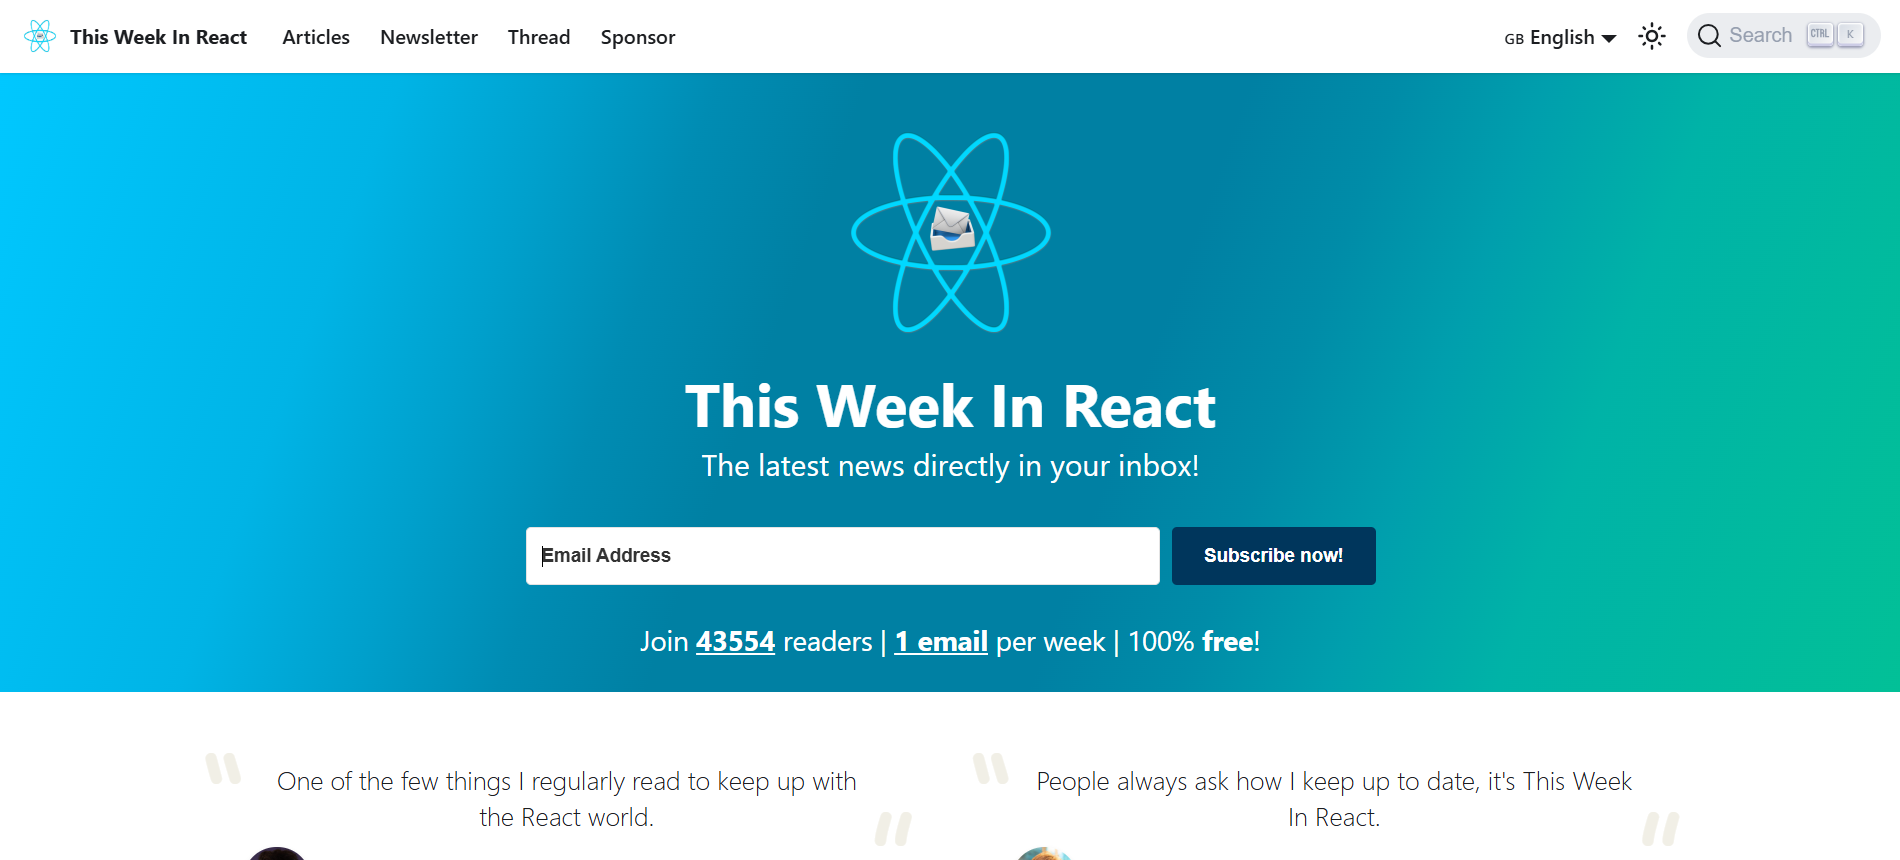 This Week In React Articles Newsletter Thread Sponsor GB English Search CTRL K
This Week In React
The latest news directly in your inbox!
Email Address Subscribe now!
Join 43554 readers | 1 email per week | 100% free!
" One of the few things I regularly read to keep up with
the React world. "
" People always ask how I keep up to date, it's This Week
In React. "